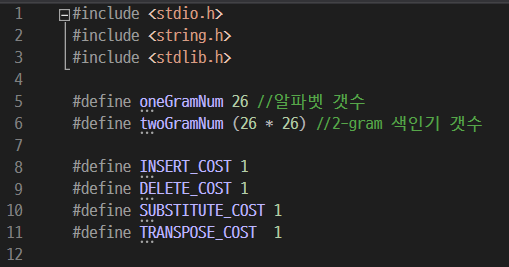 1 #include <stdio.h>
2 #include <string.h>
3 #include <stdlib.h>
4
5 #define oneGramNum 26 //알파벳 갯수
6 #define twoGramNum (26 * 26) //2-gram 색인기 갯수
7
8 #define INSERT_COST 1
9 #define DELETE_COST 1
10 #define SUBSTITUTE_COST 1
11 #define TRANSPOSE_COST  1
12